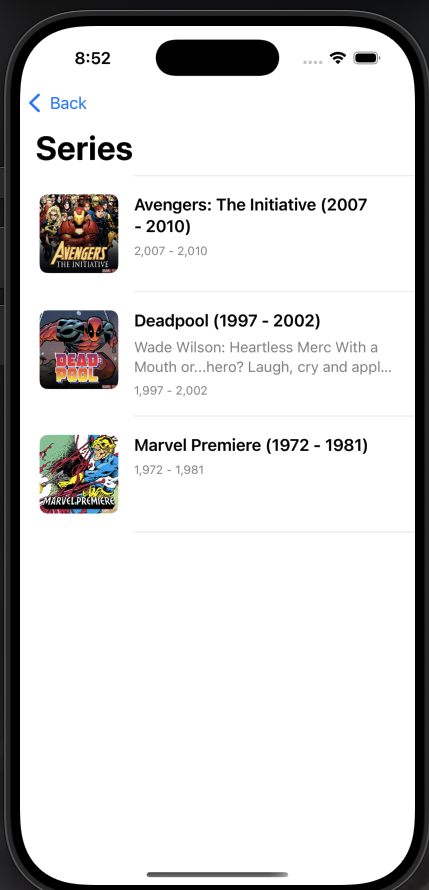 8:52
Back
Series
Avengers: The Initiative (2007
- 2010)
2,007 - 2,010
AVENGERS
THE INITIATIVE
Deadpool (1997 - 2002)
Wade Wilson: Heartless Merc With a
Mouth or...hero? Laugh, cry and appl...
1,997 - 2,002
DEAD
POOL
Marvel Premiere (1972 - 1981)
1,972 - 1,981
MARVEL PREMIERE